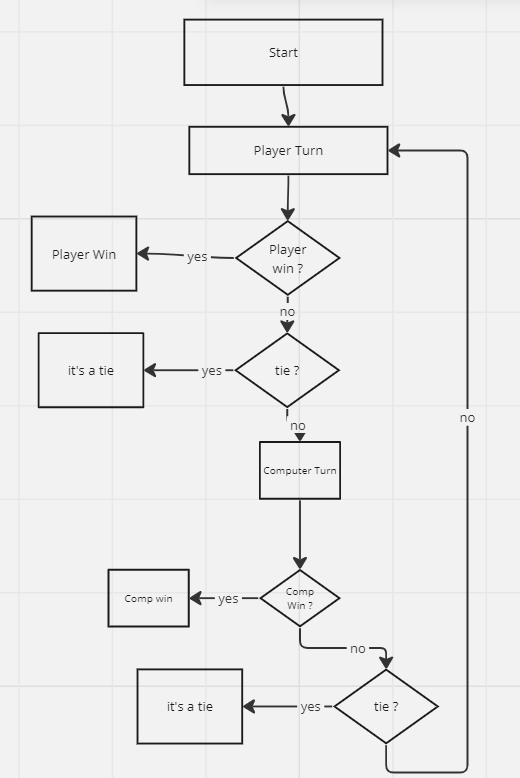 Start
Player Turn
Player
win ?
yes
Player Win
no
tie ?
yes
it's a tie
no
Computer Turn
no
Comp
Win ?
yes
Comp win
no
tie ?
yes
it's a tie